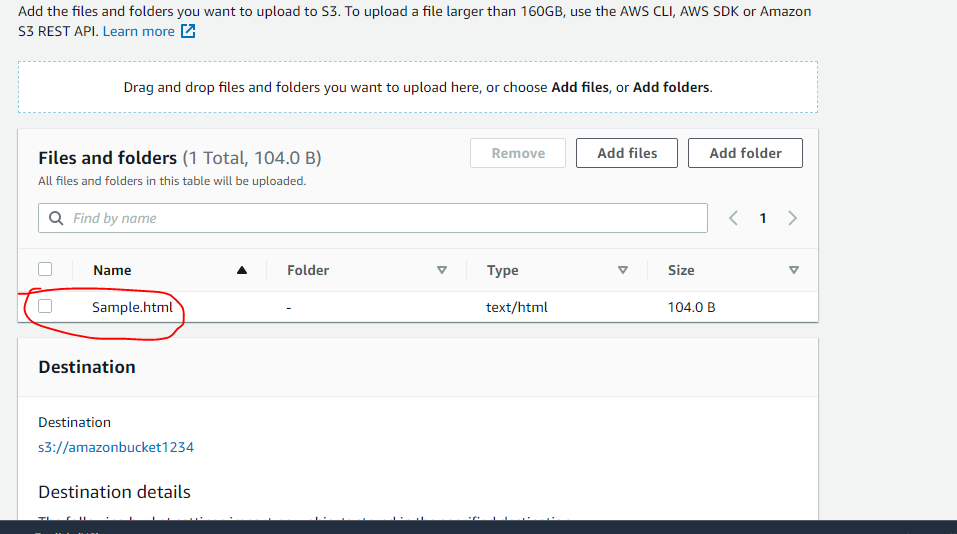 Add the files and folders you want to upload to S3. To upload a file larger than 160GB, use the AWS CLI, AWS SDK or Amazon
S3 REST API. Learn more
Drag and drop files and folders you want to upload here, or choose Add files, or Add folders.
Files and folders (1 Total, 104.0 B)
Remove
Add files
Add folder
All files and folders in this table will be uploaded.
Find by name
1
Name Folder Type Size
Sample.html - text/html 104.0 B
Destination
Destination
s3://amazonbucket1234
Destination details